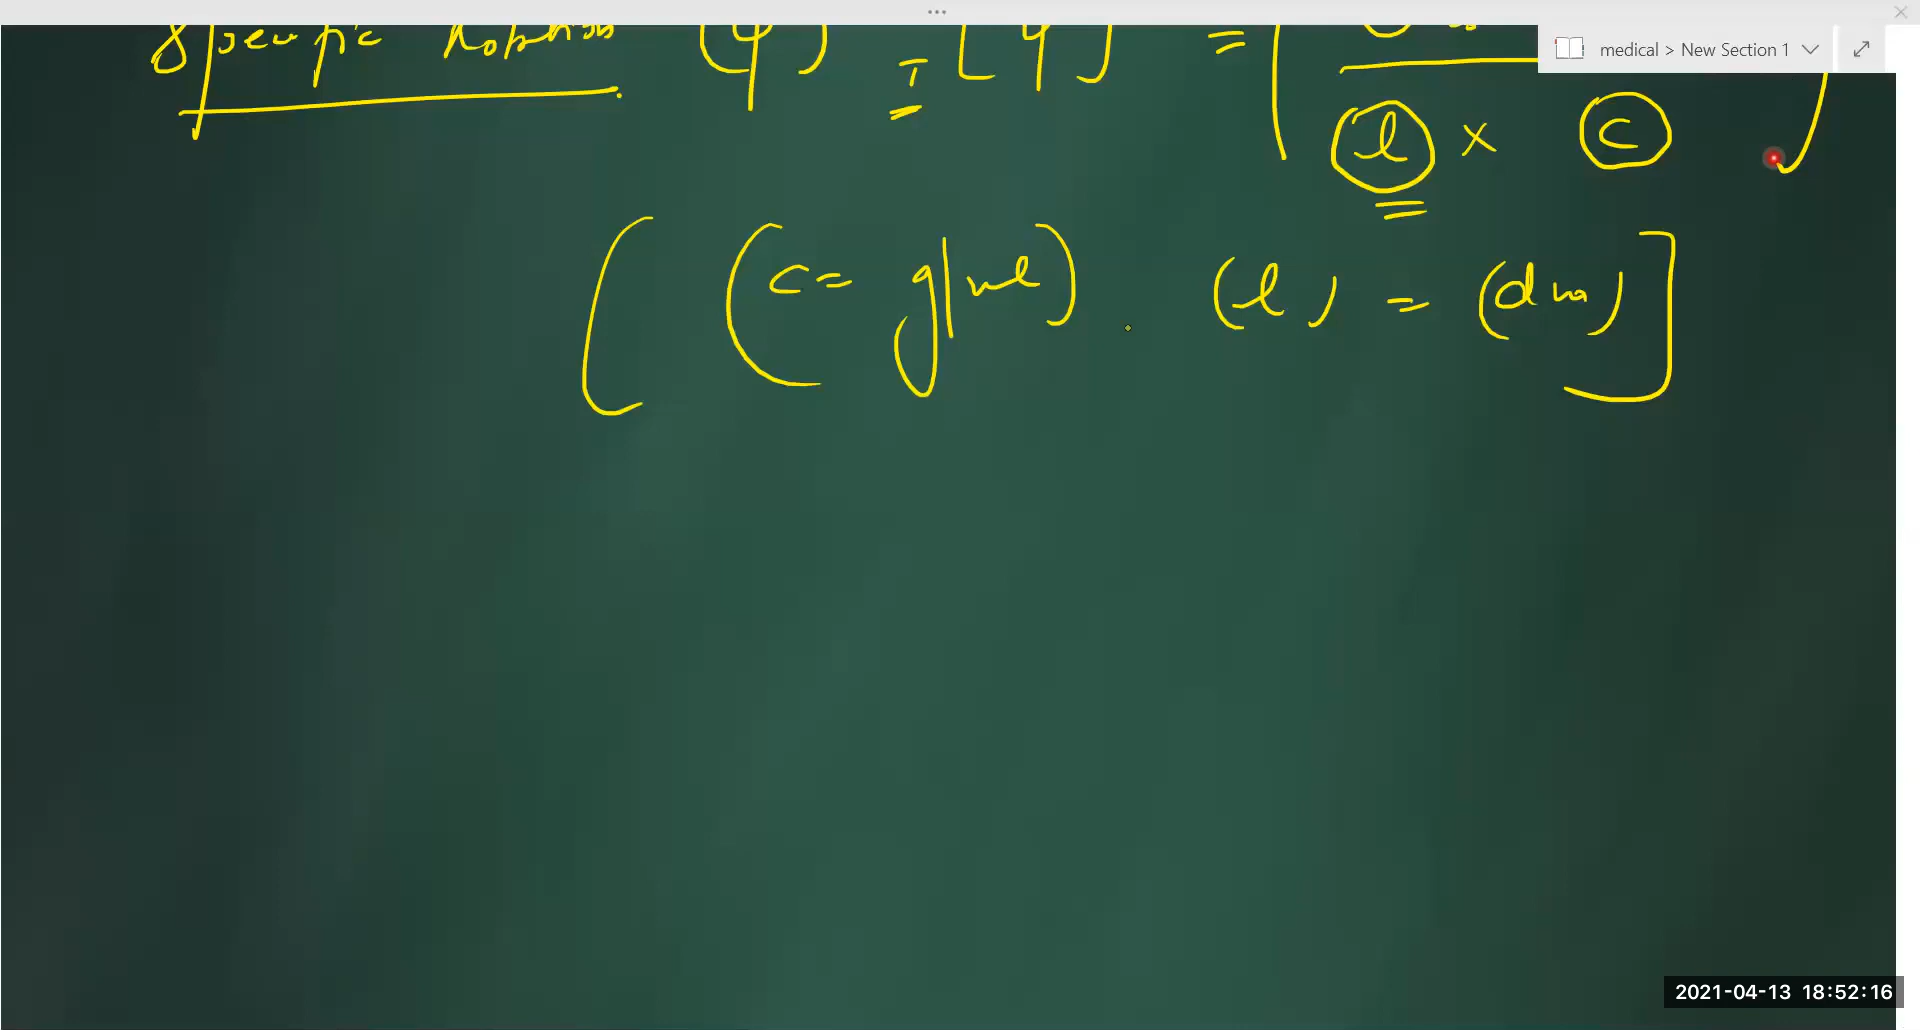 medical > New Section 1
Specific Rotation
T =
l x c
(c = g/ml) . (l) = (dm)
2021-04-13 18:52:16